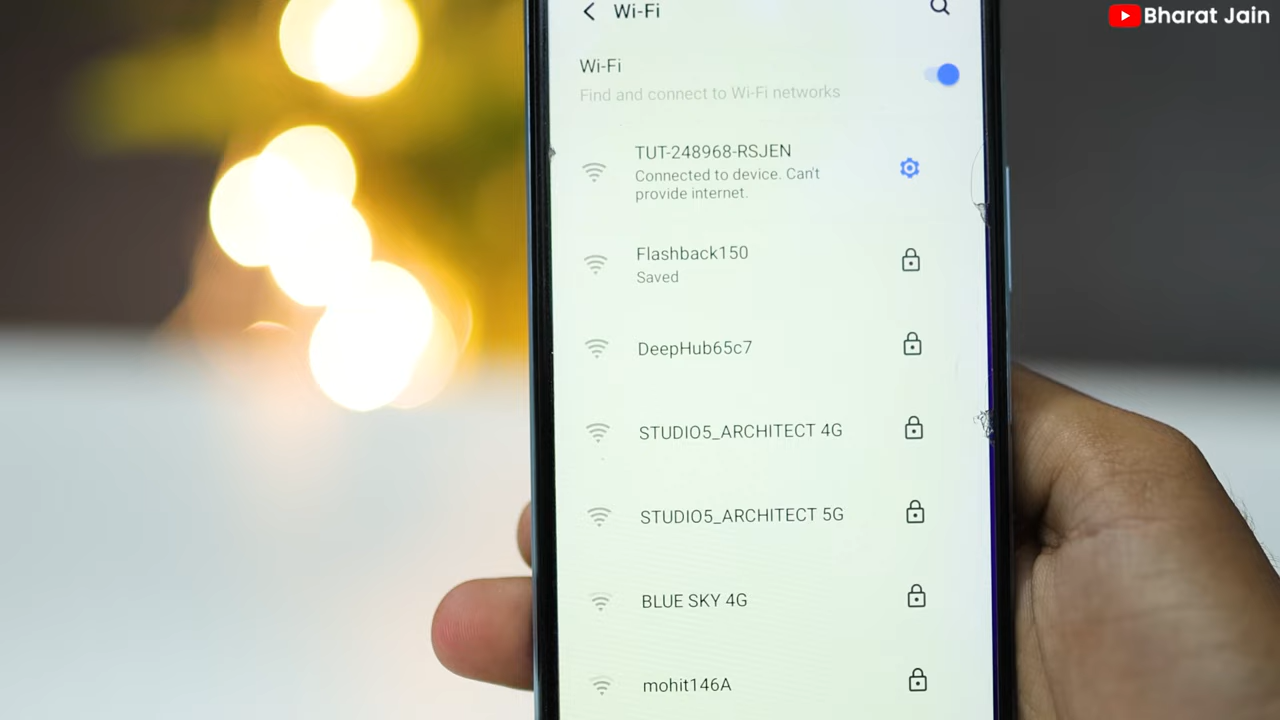 Bharat Jain
Wi-Fi
Wi-Fi
Find and connect to Wi-Fi networks
TUT-248968-RSJEN
Connected to device. Can't
provide internet.
Flashback150
Saved
DeepHub65c7
STUDIO5_ARCHITECT 4G
STUDIO5_ARCHITECT 5G
BLUE SKY 4G
mohit146A